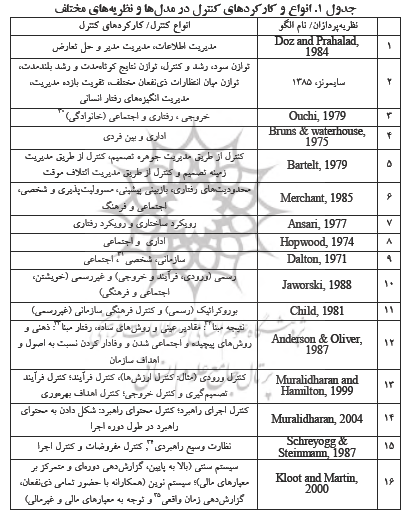 جدول ۱. انواع و کارکردهای کنترل در مدل‌ها و نظریه‌های مختلف
نظریه‌پردازان/ نام الگو
انواع کنترل/ کارکردهای کنترل
۱
Doz and Prahalad,
1984
مدیریت اطلاعات، مدیریت مدیر و حل تعارض
۲
سایمونز، ۱۳۸۵
توازن سود، رشد و کنترل، توازن نتایج کوتاه‌مدت و رشد بلندمدت،
توازن میان انتظارات ذی‌نفعان مختلف، تقویت بازده مدیریت،
مدیریت انگیزه‌های رفتار انسانی
۳
Ouchi, 1979
خروجی ، رفتاری و اجتماعی (خانوادگی)۳۰
۴
Bruns & waterhouse,
1975
اداری و بین فردی
۵
Bartelt, 1979
کنترل از طریق مدیریت جوهره تصمیم، کنترل از طریق مدیریت
زمینه تصمیم و کنترل از طریق مدیریت ائتلاف موقت
۶
Merchant, 1985
محدودیت‌های رفتاری، بازبینی پیشینی، مسوولیت‌پذیری و شخصی،
اجتماعی و فرهنگ
۷
Ansari, 1977
رویکرد ساختاری و رویکرد رفتاری
۸
Hopwood, 1974
اداری و اجتماعی
۹
Dalton, 1971
سازمانی، شخصی۳۱، اجتماعی
۱۰
Jaworski, 1988
رسمی (ورودی، فرآیند و خروجی) و غیررسمی (خویشتن،
اجتماعی و فرهنگی)
۱۱
Child, 1981
بوروکراتیک (رسمی) و کنترل فرهنگی سازمانی (غیررسمی)
۱۲
Anderson & Oliver,
1987
نتیجه مبنا: مقادیر عینی و روش‌های ساده، رفتار مبنا: ذهنی و
روش‌های پیچیده و اجتماعی شدن و وفادار کردن نسبت به اصول و
اهداف سازمان
۱۳
Muralidharan and
Hamilton, 1999
کنترل ورودی (مثال: کنترل ارزش‌ها)، کنترل فرآیند؛ کنترل فرآیند
تصمیم‌گیری و کنترل خروجی؛ کنترل اهداف بهره‌وری
۱۴
Muralidharan, 2004
کنترل اجرای راهبرد؛ کنترل محتوای راهبرد: شکل دادن به محتوای
راهبرد در طول دوره اجرا
۱۵
Schreyogg &
Steinmann, 1987
نظارت وسیع راهبردی۳۴، کنترل مفروضات و کنترل اجرا
۱۶
Kloot and Martin,
2000
سیستم سنتی (بالا به پایین، گزارش‌دهی دوره‌ای و متمرکز بر
معیارهای مالی)؛ سیستم نوین (همکارانه با حضور تمامی ذی‌نفعان،
گزارش‌دهی زمان واقعی۳۵ و توجه به معیارهای مالی و غیرمالی)